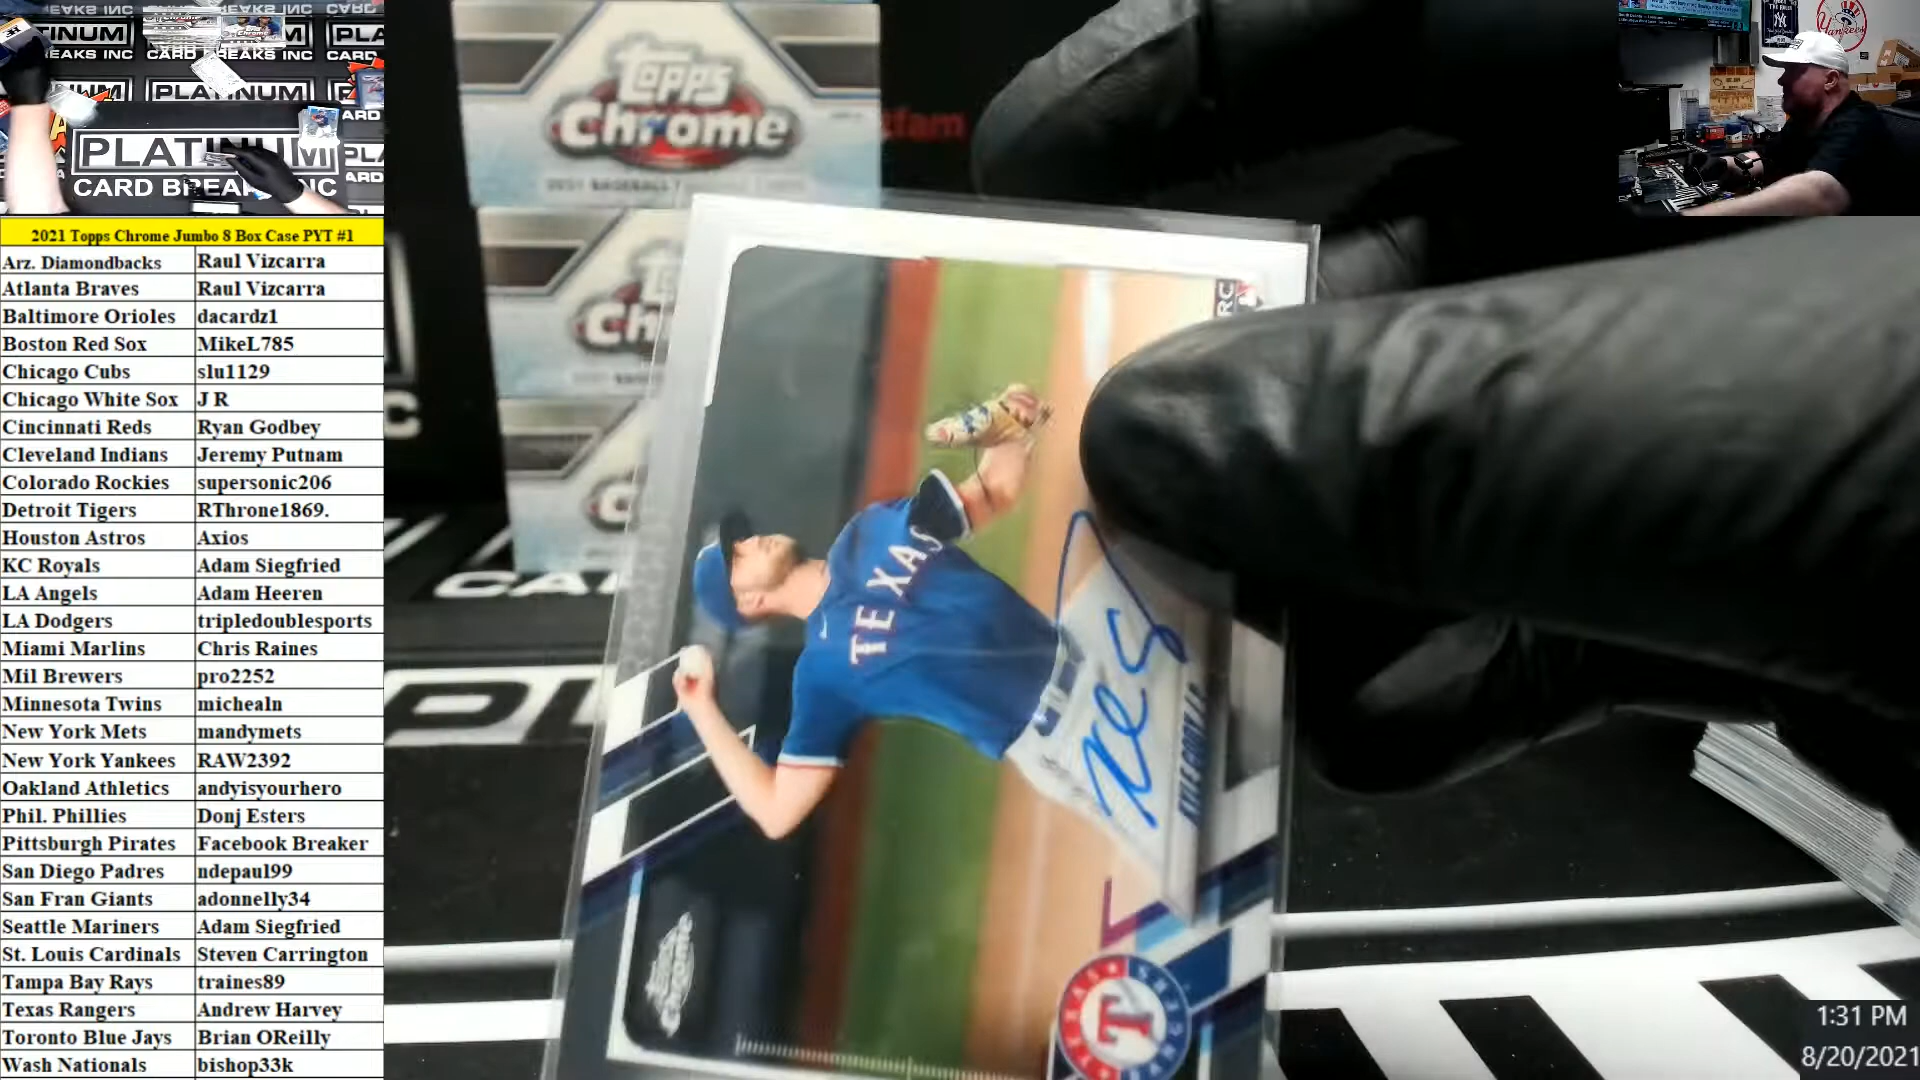 PLATINUM
CARD BREAKS INC
2021 Topps Chrome Jumbo 8 Box Case PYT #1
Arz. Diamondbacks Raul Vizcarra
Atlanta Braves Raul Vizcarra
Baltimore Orioles dacardz1
Boston Red Sox MikeL785
Chicago Cubs slu1129
Chicago White Sox J R
Cincinnati Reds Ryan Godbey
Cleveland Indians Jeremy Putnam
Colorado Rockies supersonic206
Detroit Tigers RThrone1869.
Houston Astros Axios
KC Royals Adam Siegfried
LA Angels Adam Heeren
LA Dodgers tripledoublesports
Miami Marlins Chris Raines
Mil Brewers pro2252
Minnesota Twins michealn
New York Mets mandymets
New York Yankees RAW2392
Oakland Athletics andyisyourhero
Phil. Phillies Donj Esters
Pittsburgh Pirates Facebook Breaker
San Diego Padres ndepaul99
San Fran Giants adonnelly34
Seattle Mariners Adam Siegfried
St. Louis Cardinals Steven Carrington
Tampa Bay Rays traines89
Texas Rangers Andrew Harvey
Toronto Blue Jays Brian OReilly
Wash Nationals bishop33k
Topps
Chrome
RC
TEXAS
Topps
Chrome
TEXAS RANGERS
T
Yankees
1:31 PM
8/20/2021